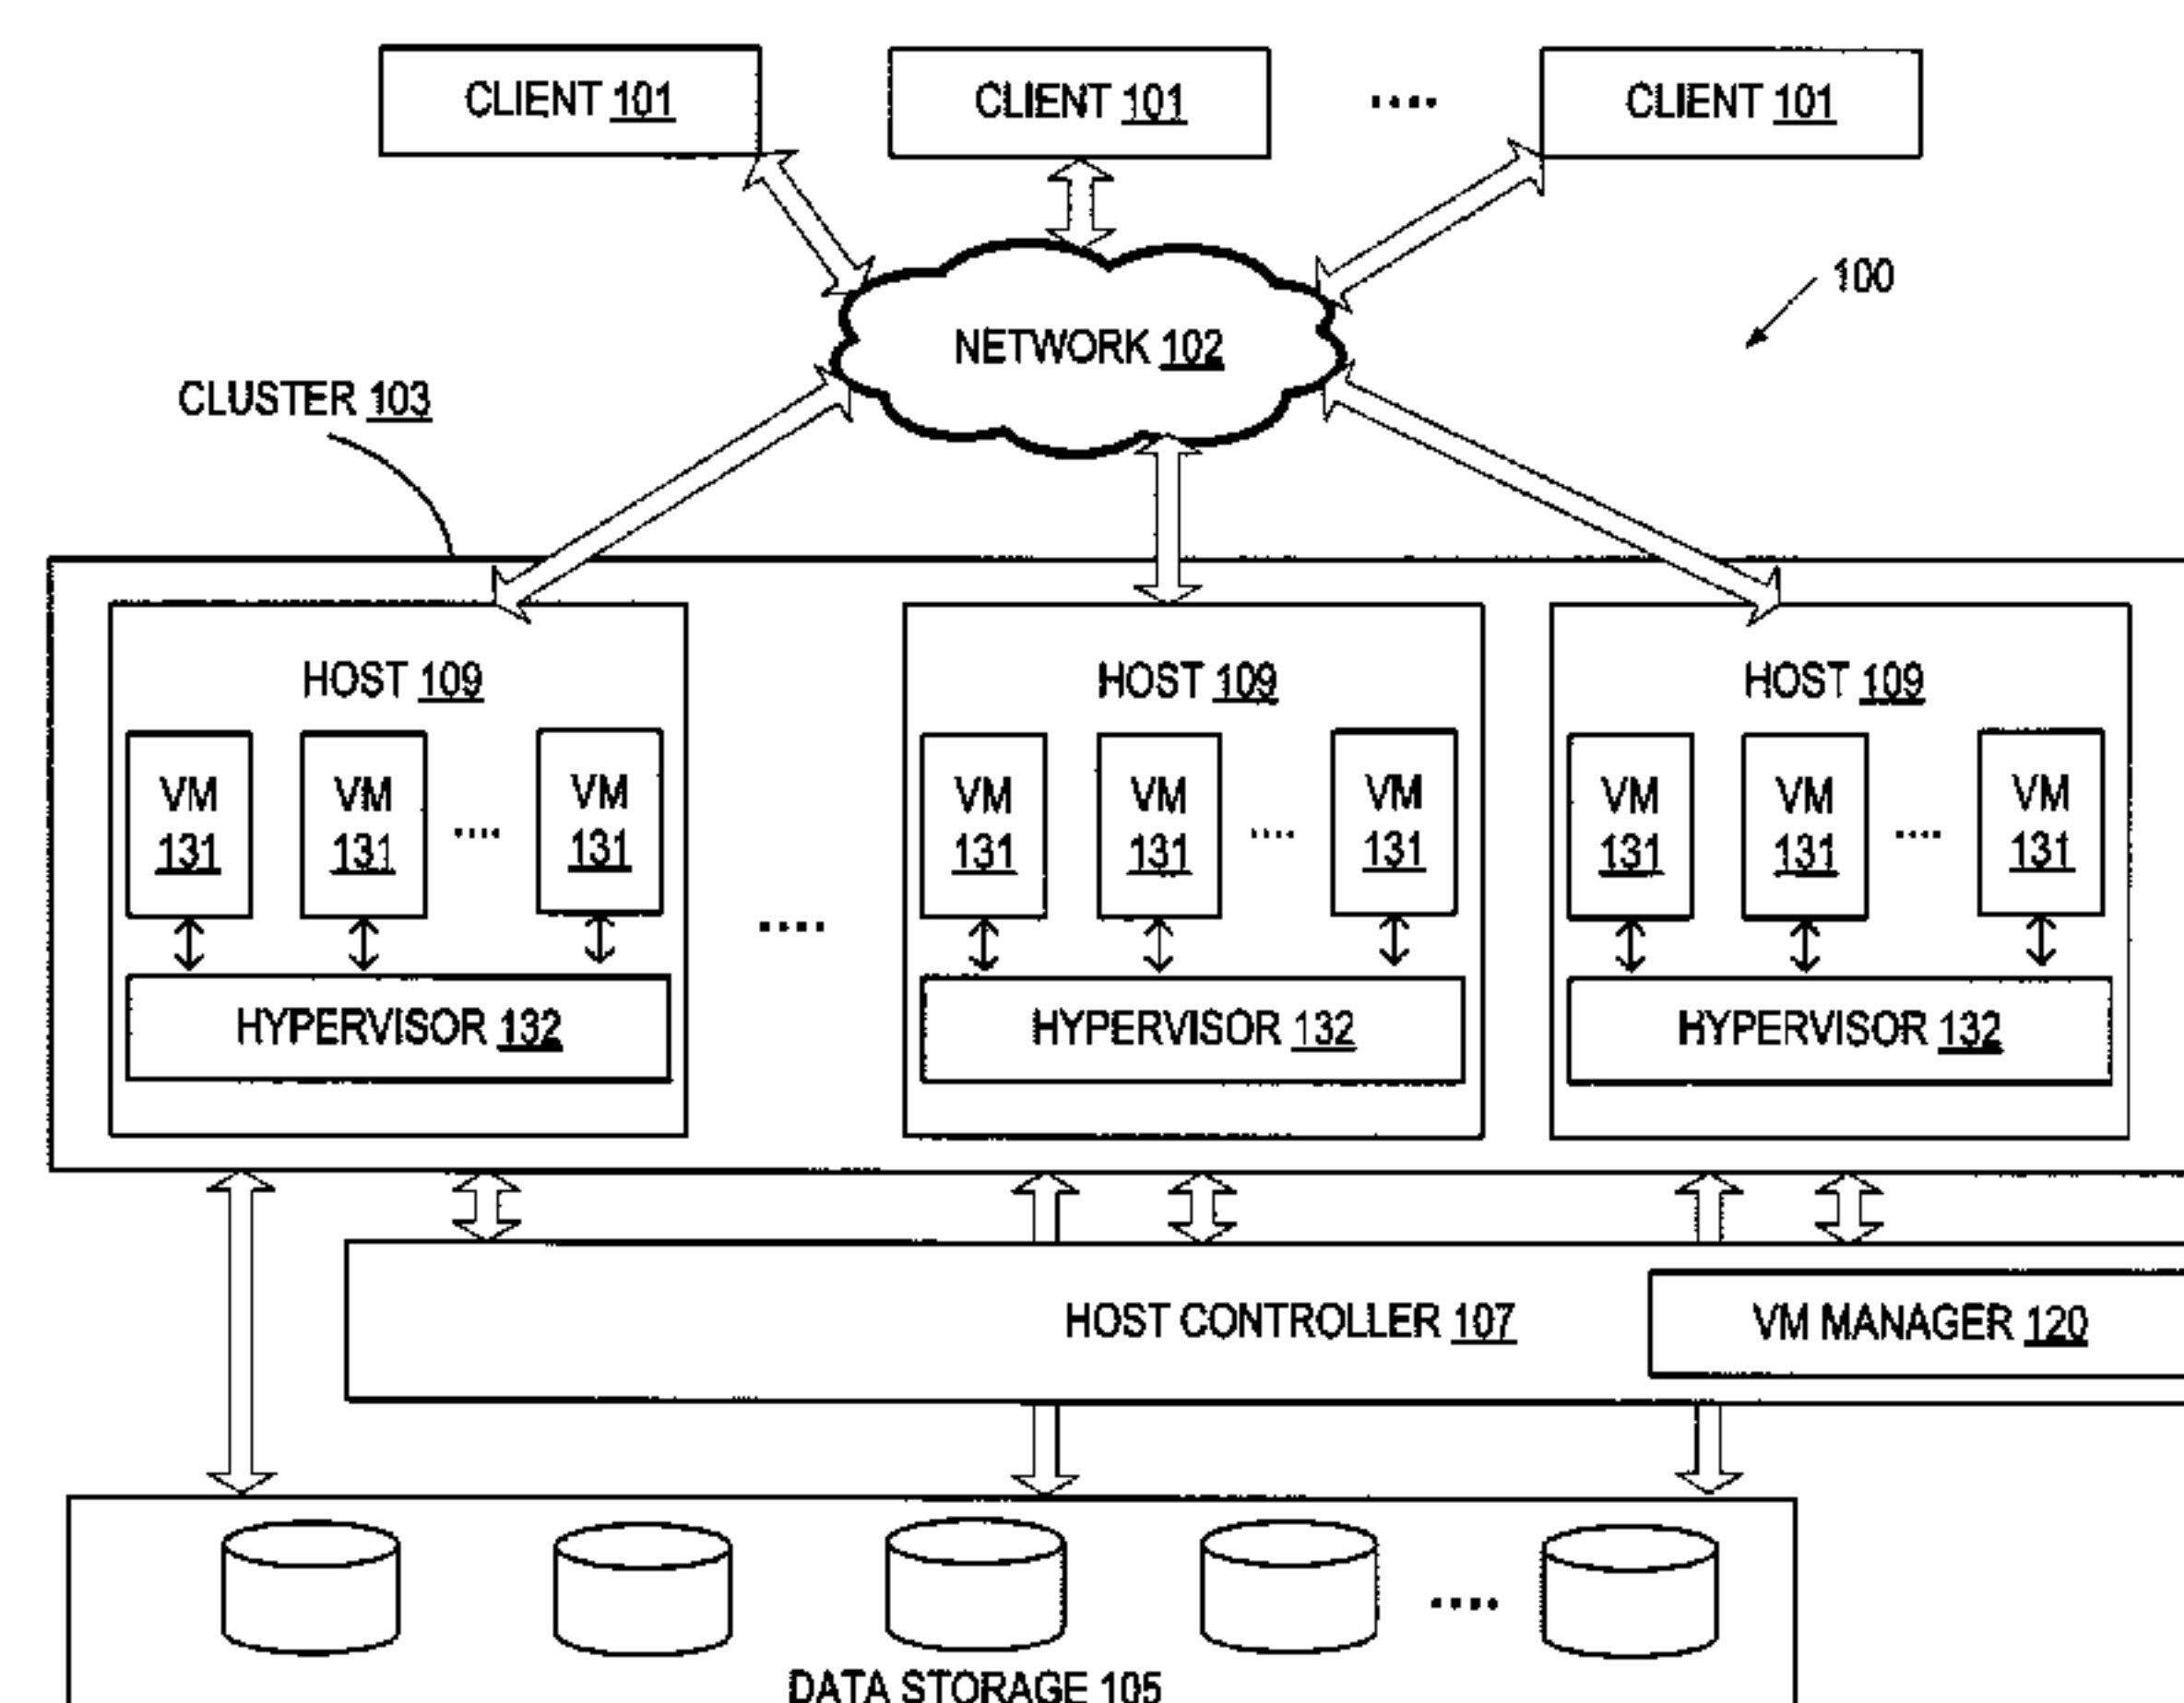 CLIENT 101
CLIENT 101
....
CLIENT 101
100
NETWORK 102
CLUSTER 103
HOST 109
HOST 109
HOST 109
VM
131
VM
131
....
VM
131
....
VM
131
VM
131
....
VM
131
VM
131
VM
131
....
VM
131
HYPERVISOR 132
HYPERVISOR 132
HYPERVISOR 132
HOST CONTROLLER 107
VM MANAGER 120
....
DATA STORAGE 105